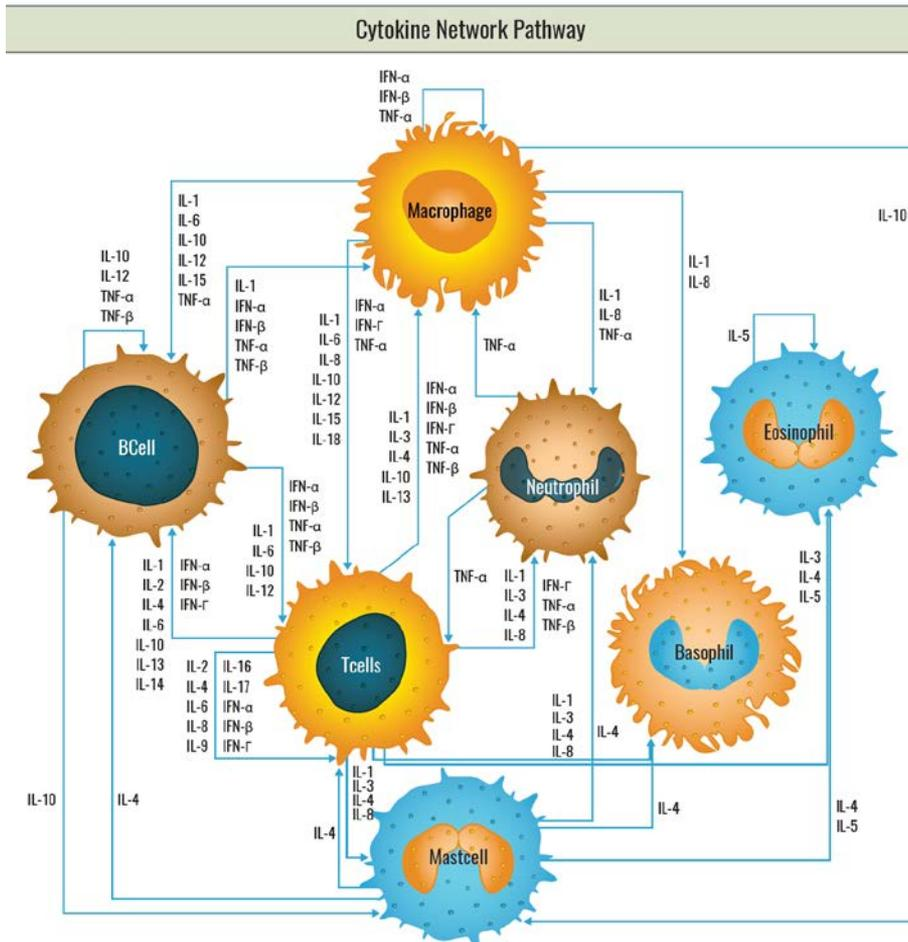 Cytokine Network Pathway
IFN-α
IFN-β
TNF-α
Macrophage
IL-10
IL-1
IL-6
IL-10
IL-12
IL-15
TNF-α
IL-10
IL-12
TNF-α
TNF-β
IL-1
IFN-α
IFN-β
TNF-α
TNF-β
IL-1
IL-6
IL-8
IL-10
IL-12
IL-15
IL-18
IFN-α
IFN-Γ
TNF-α
TNF-α
IL-1
IL-8
TNF-α
IL-1
IL-8
IL-5
IL-1
IL-3
IL-4
IL-10
IL-13
IFN-α
IFN-β
IFN-Γ
TNF-α
TNF-β
BCell
Neutrophil
Eosinophil
IL-1
IL-6
IL-10
IL-12
IFN-α
IFN-β
TNF-α
TNF-β
IL-1
IL-2
IL-4
IL-6
IL-10
IL-13
IL-14
IFN-α
IFN-β
IFN-Γ
TNF-α
IL-1
IL-3
IL-4
IL-8
IFN-Γ
TNF-α
TNF-β
IL-3
IL-4
IL-5
Tcells
Basophil
IL-2
IL-4
IL-6
IL-8
IL-9
IL-16
IL-17
IFN-α
IFN-β
IFN-Γ
IL-1
IL-3
IL-4
IL-8
IL-4
IL-10
IL-4
IL-4
IL-1
IL-3
IL-4
IL-8
IL-4
IL-4
IL-5
Mastcell